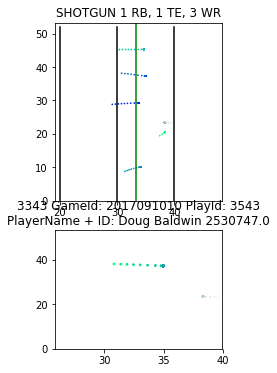 SHOTGUN 1 RB, 1 TE, 3 WR
50
40
30
20
10
0
20 30 40
3343 GameId: 2017091010 PlayId: 3543
PlayerName + ID: Doug Baldwin 2530747.0
40
20
0
30 35 40